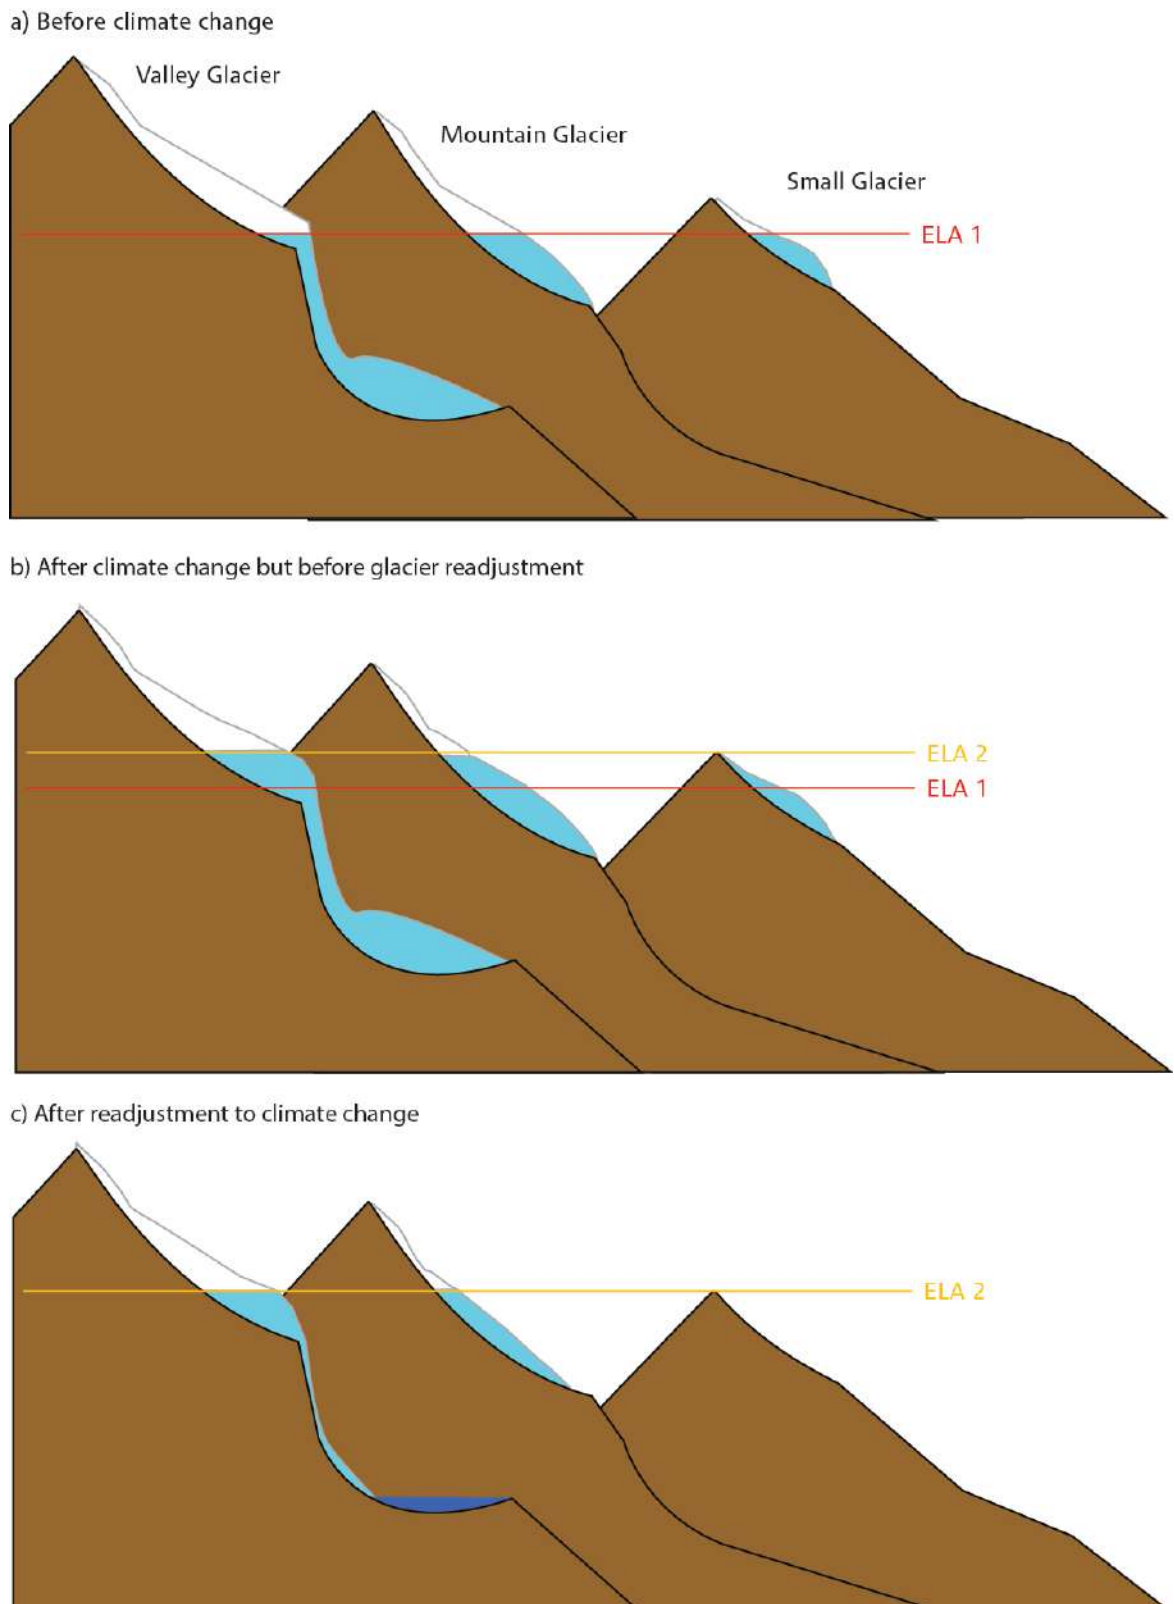 a) Before climate change
Valley Glacier
Mountain Glacier
Small Glacier
ELA 1
b) After climate change but before glacier readjustment
ELA 2
ELA 1
c) After readjustment to climate change
ELA 2